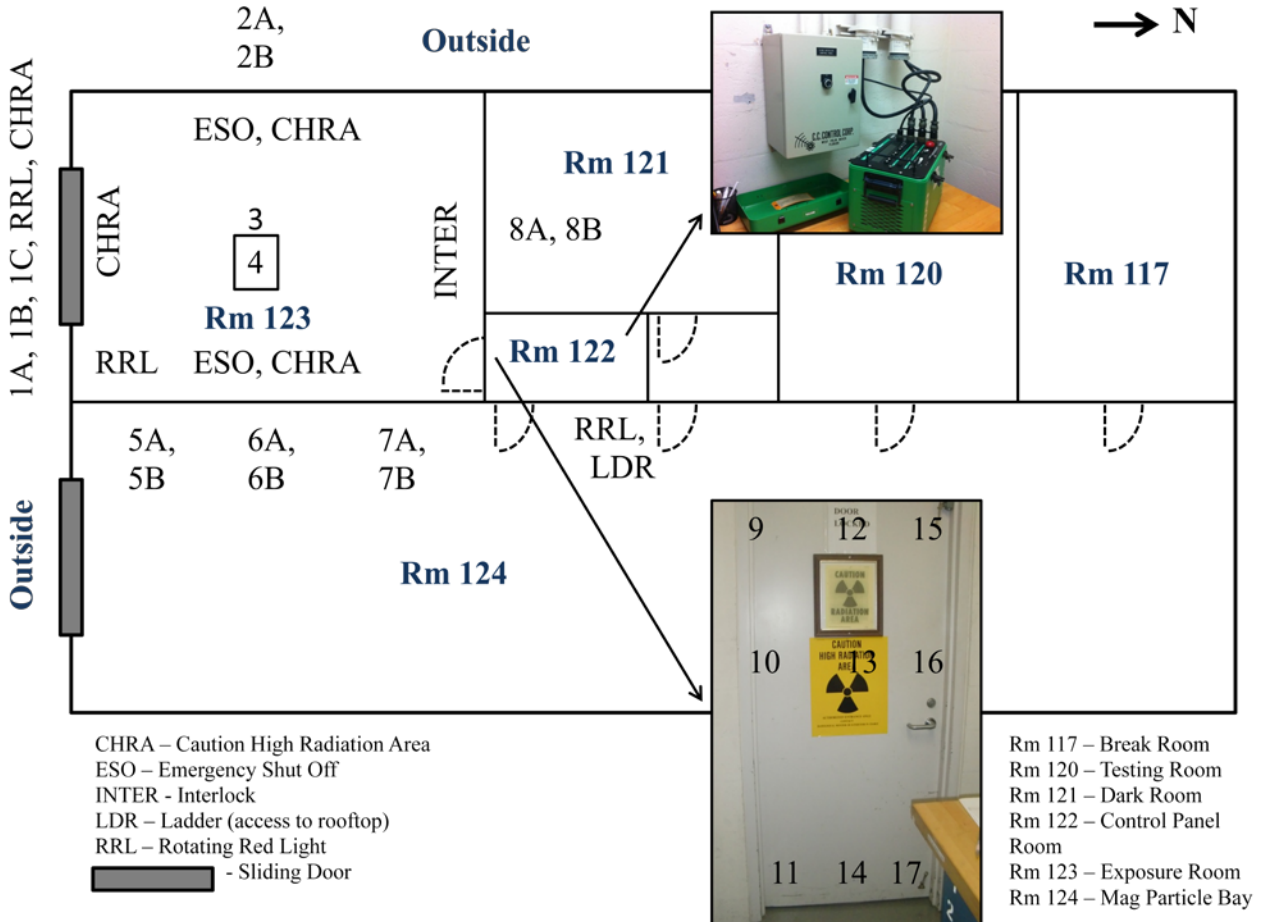 2A,
2B
Outside
N
1A, 1B, 1C, RRL, CHRA
ESO, CHRA
CHRA
3
4
INTER
Rm 123
RRL
ESO, CHRA
Rm 121
8A, 8B
Rm 122
C.C. CONTROL CORP.
Rm 120
Rm 117
5A,
5B
6A,
6B
7A,
7B
RRL,
LDR
Outside
Rm 124
DOOR
LOCKED
9
12
15
CAUTION
RADIATION
AREA
CAUTION
HIGH RADIATION
AREA
10
13
16
11
14
17
2
CHRA – Caution High Radiation Area
ESO – Emergency Shut Off
INTER - Interlock
LDR – Ladder (access to rooftop)
RRL – Rotating Red Light
- Sliding Door
Rm 117 – Break Room
Rm 120 – Testing Room
Rm 121 – Dark Room
Rm 122 – Control Panel
Room
Rm 123 – Exposure Room
Rm 124 – Mag Particle Bay